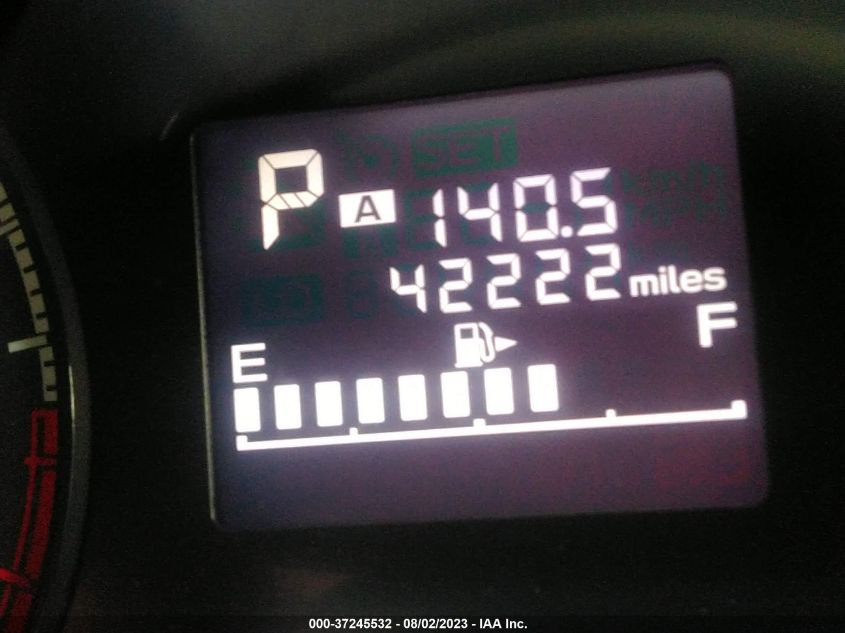 P
A 140.5
42222 miles
E F
000-37245532 - 08/02/2023 - IAA Inc.